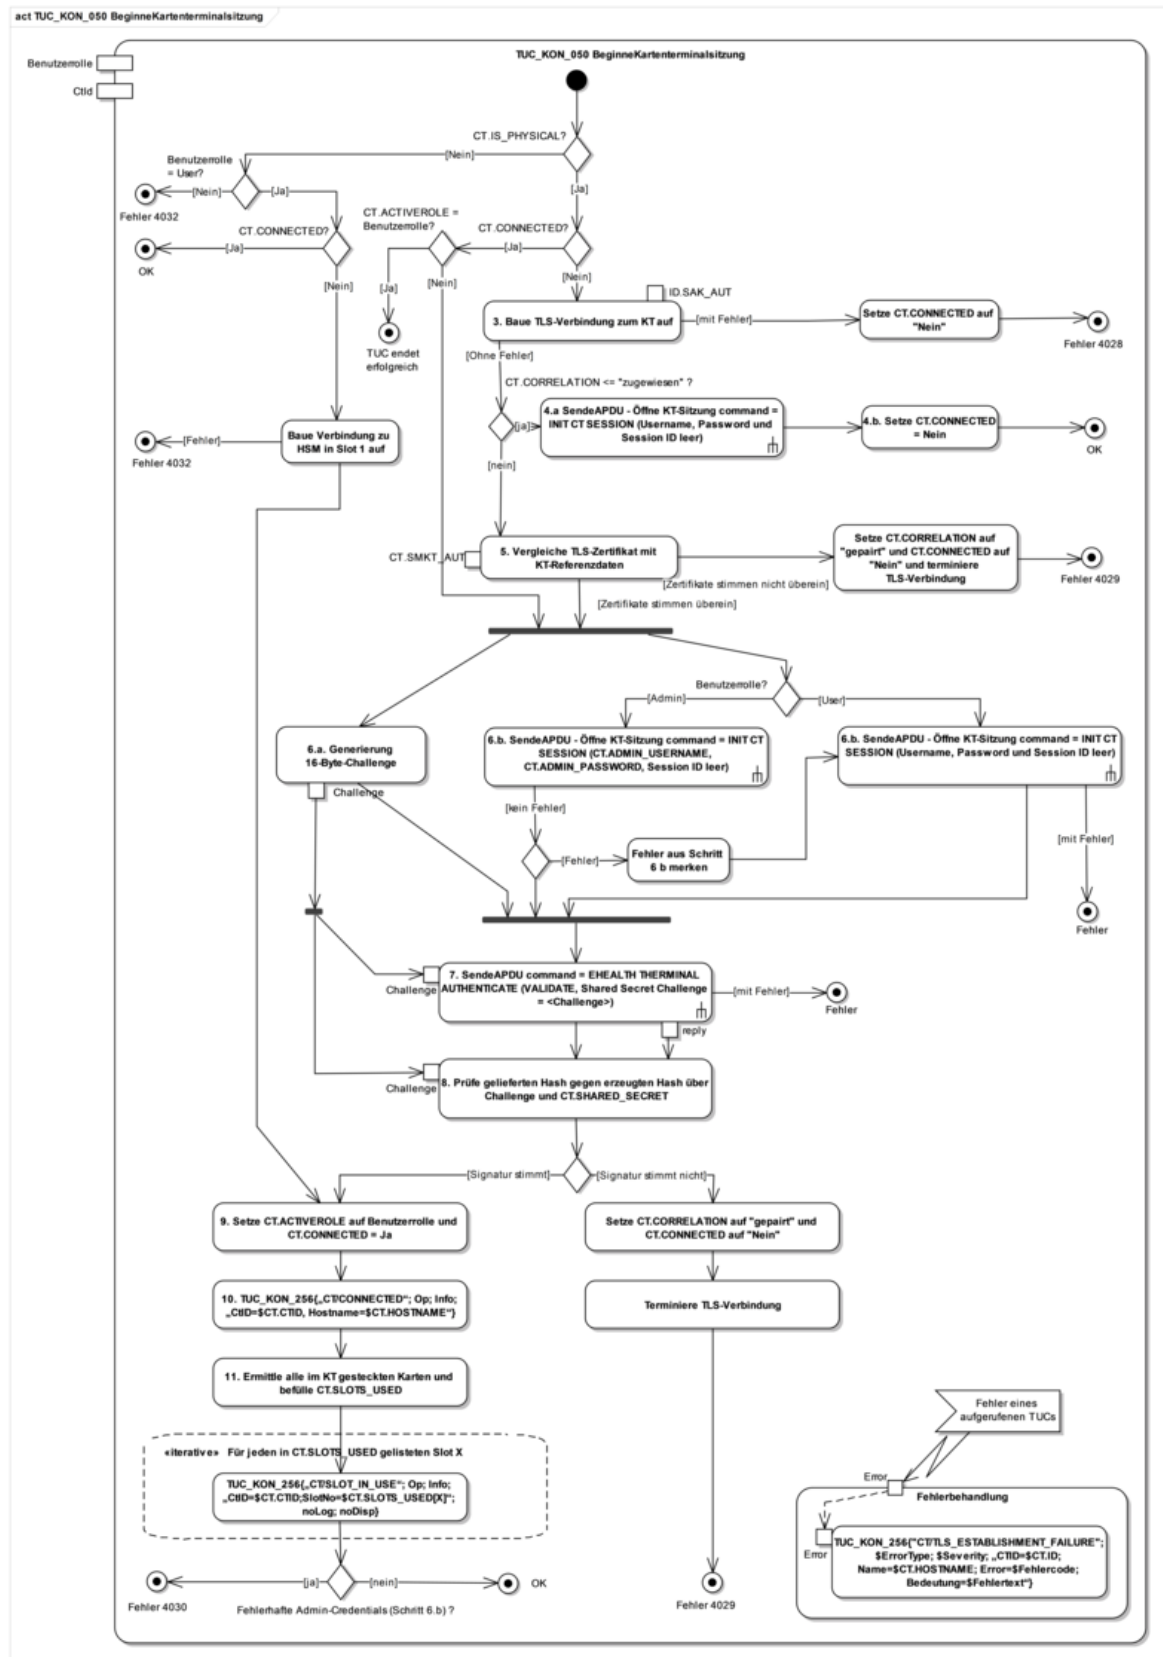 act TUC_KON_050 BeginneKartenterminalsitzung
TUC_KON_050 BeginneKartenterminalsitzung
Benutzerrolle
CtId
CT.IS_PHYSICAL?
[Nein]
[Ja]
Benutzerrolle
= User?
[Nein]
[Ja]
Fehler 4032
CT.CONNECTED?
[Ja]
OK
[Nein]
CT.ACTIVEROLE =
Benutzerrolle?
CT.CONNECTED?
[Ja]
[Nein]
[Ja]
[Nein]
TUC endet
erfolgreich
ID.SAK_AUT
3. Baue TLS-Verbindung zum KT auf
[mit Fehler]
Setze CT.CONNECTED auf
"Nein"
Fehler 4028
[Ohne Fehler]
CT.CORRELATION <= "zugewiesen" ?
[ja]
4.a SendeAPDU - Öffne KT-Sitzung command =
INIT CT SESSION (Username, Password und
Session ID leer)
4.b. Setze CT.CONNECTED
= Nein
OK
[nein]
Baue Verbindung zu
HSM in Slot 1 auf
[Fehler]
Fehler 4032
CT.SMKT_AUT
5. Vergleiche TLS-Zertifikat mit
KT-Referenzdaten
[Zertifikate stimmen nicht überein]
Setze CT.CORRELATION auf
"gepairt" und CT.CONNECTED auf
"Nein" und terminiere
TLS-Verbindung
Fehler 4029
[Zertifikate stimmen überein]
Benutzerrolle?
[Admin]
[User]
6.a. Generierung
16-Byte-Challenge
Challenge
6.b. SendeAPDU - Öffne KT-Sitzung command = INIT CT
SESSION (CT.ADMIN_USERNAME,
CT.ADMIN_PASSWORD, Session ID leer)
6.b. SendeAPDU - Öffne KT-Sitzung command = INIT CT
SESSION (Username, Password und Session ID leer)
[kein Fehler]
[Fehler]
Fehler aus Schritt
6 b merken
[mit Fehler]
Fehler
Challenge
7. SendeAPDU command = EHEALTH THERMINAL
AUTHENTICATE (VALIDATE, Shared Secret Challenge
= <Challenge>)
[mit Fehler]
Fehler
reply
Challenge
8. Prüfe gelieferten Hash gegen erzeugten Hash über
Challenge und CT.SHARED_SECRET
[Signatur stimmt]
[Signatur stimmt nicht]
9. Setze CT.ACTIVEROLE auf Benutzerrolle und
CT.CONNECTED = Ja
Setze CT.CORRELATION auf "gepairt" und
CT.CONNECTED auf "Nein"
10. TUC_KON_256{„CT/CONNECTED“; Op; Info;
„CtID=$CT.CTID, Hostname=$CT.HOSTNAME“}
Terminiere TLS-Verbindung
11. Ermittle alle im KT gesteckten Karten und
befülle CT.SLOTS_USED
«iterative» Für jeden in CT.SLOTS_USED gelisteten Slot X
TUC_KON_256{„CT/SLOT_IN_USE“; Op; Info;
„CtID=$CT.CTID;SlotNo=$CT.SLOTS_USED[X]“;
noLog; noDisp}
[ja]
[nein]
Fehler 4030
OK
Fehlerhafte Admin-Credentials (Schritt 6.b) ?
Fehler 4029
Fehler eines
aufgerufenen TUCs
Error
Fehlerbehandlung
Error
TUC_KON_256{"CT/TLS_ESTABLISHMENT_FAILURE";
$ErrorType; $Severity; „CTID=$CT.ID;
Name=$CT.HOSTNAME; Error=$Fehlercode;
Bedeutung=$Fehlertext“}